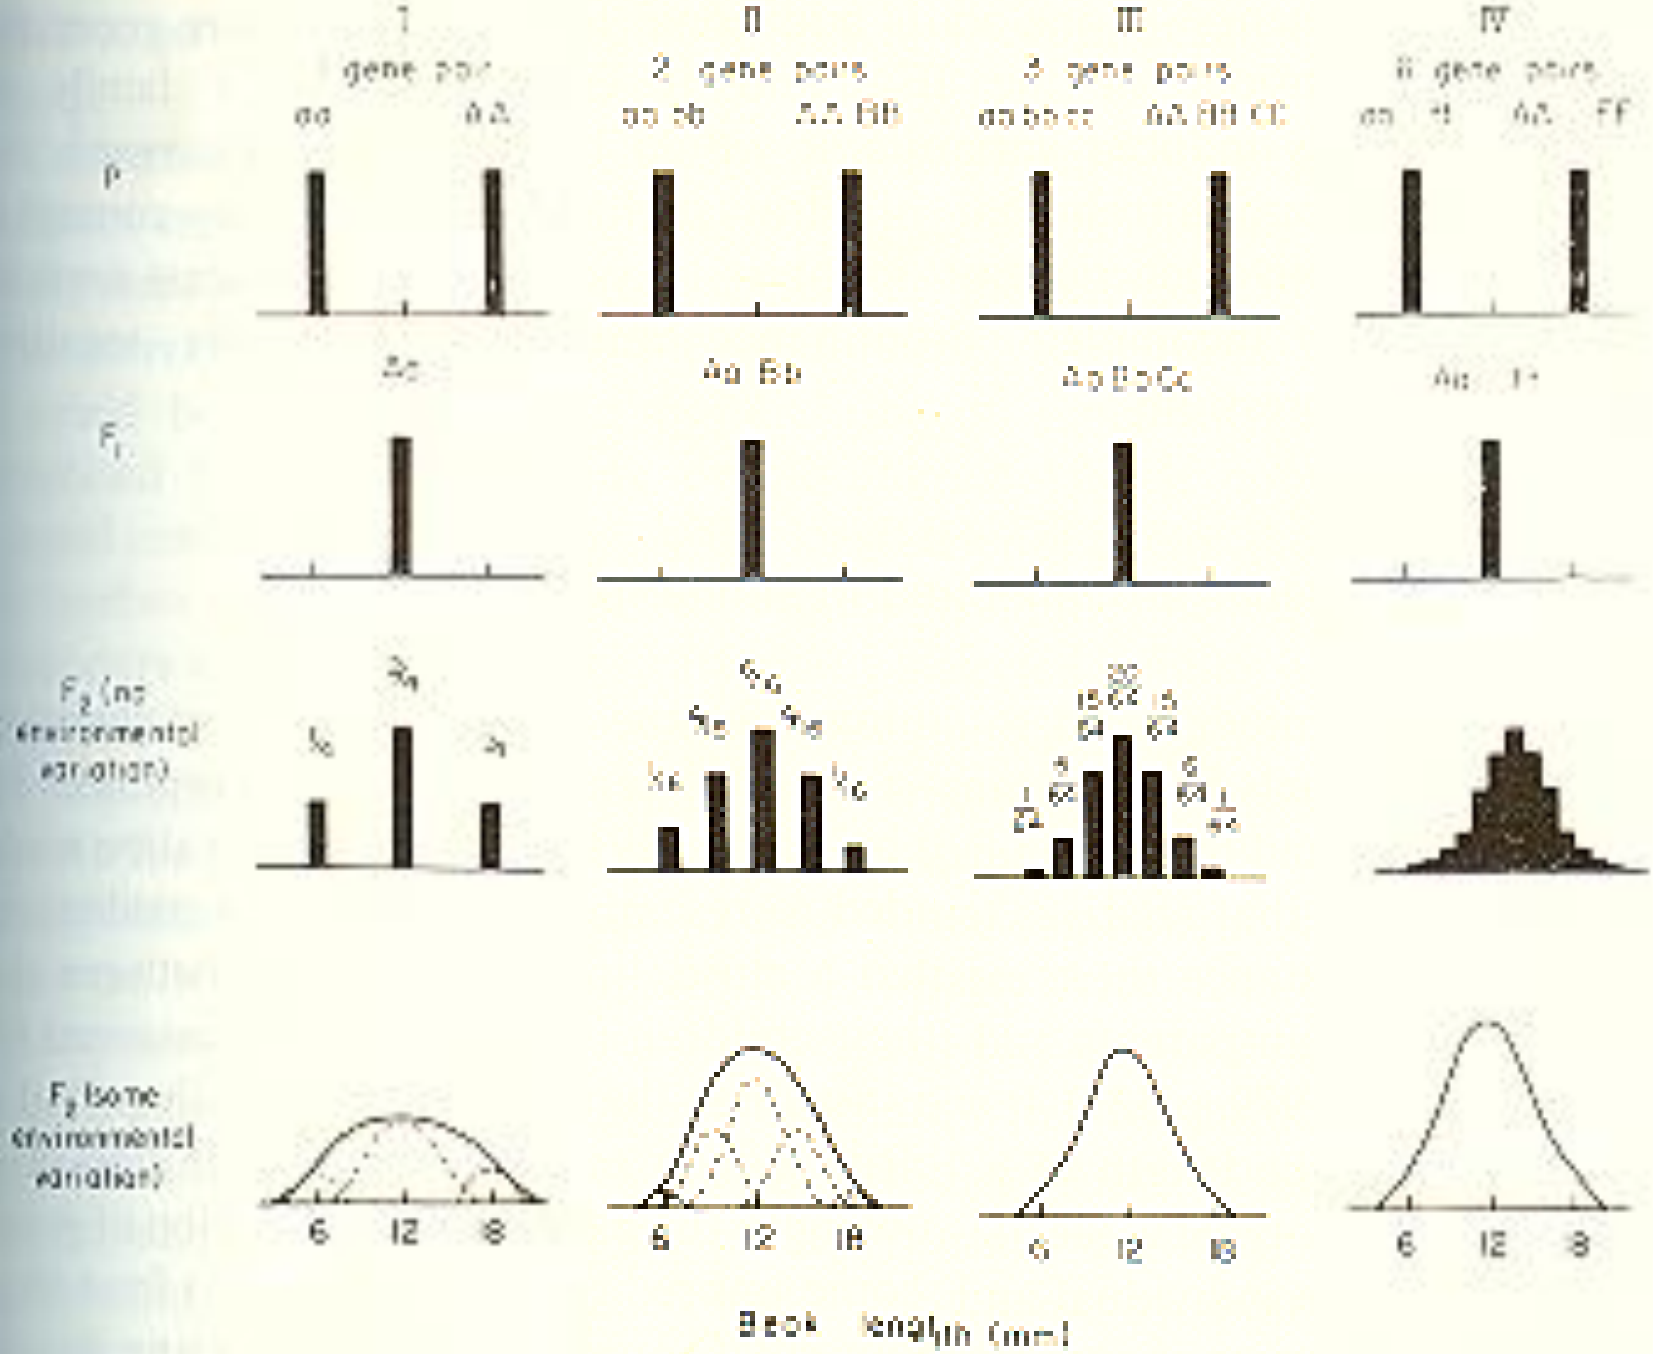 I II III IV
gene pair 2 gene pairs 3 gene pairs 6 gene pairs
aa AA aa bb AA BB aa bb cc AA BB CC aa ff AA FF
P
Aa Aa Bb Aa Bb Cc Aa Ff
F1
F2 (no
environmental
variation)
1/4 2/4 1/4
1/16 4/16 6/16 4/16 1/16
1/64 6/64 15/64 20/64 15/64 6/64 1/64
F2 (some
environmental
variation)
6 12 18 6 12 18 6 12 18 6 12 18
Beak length (mm)